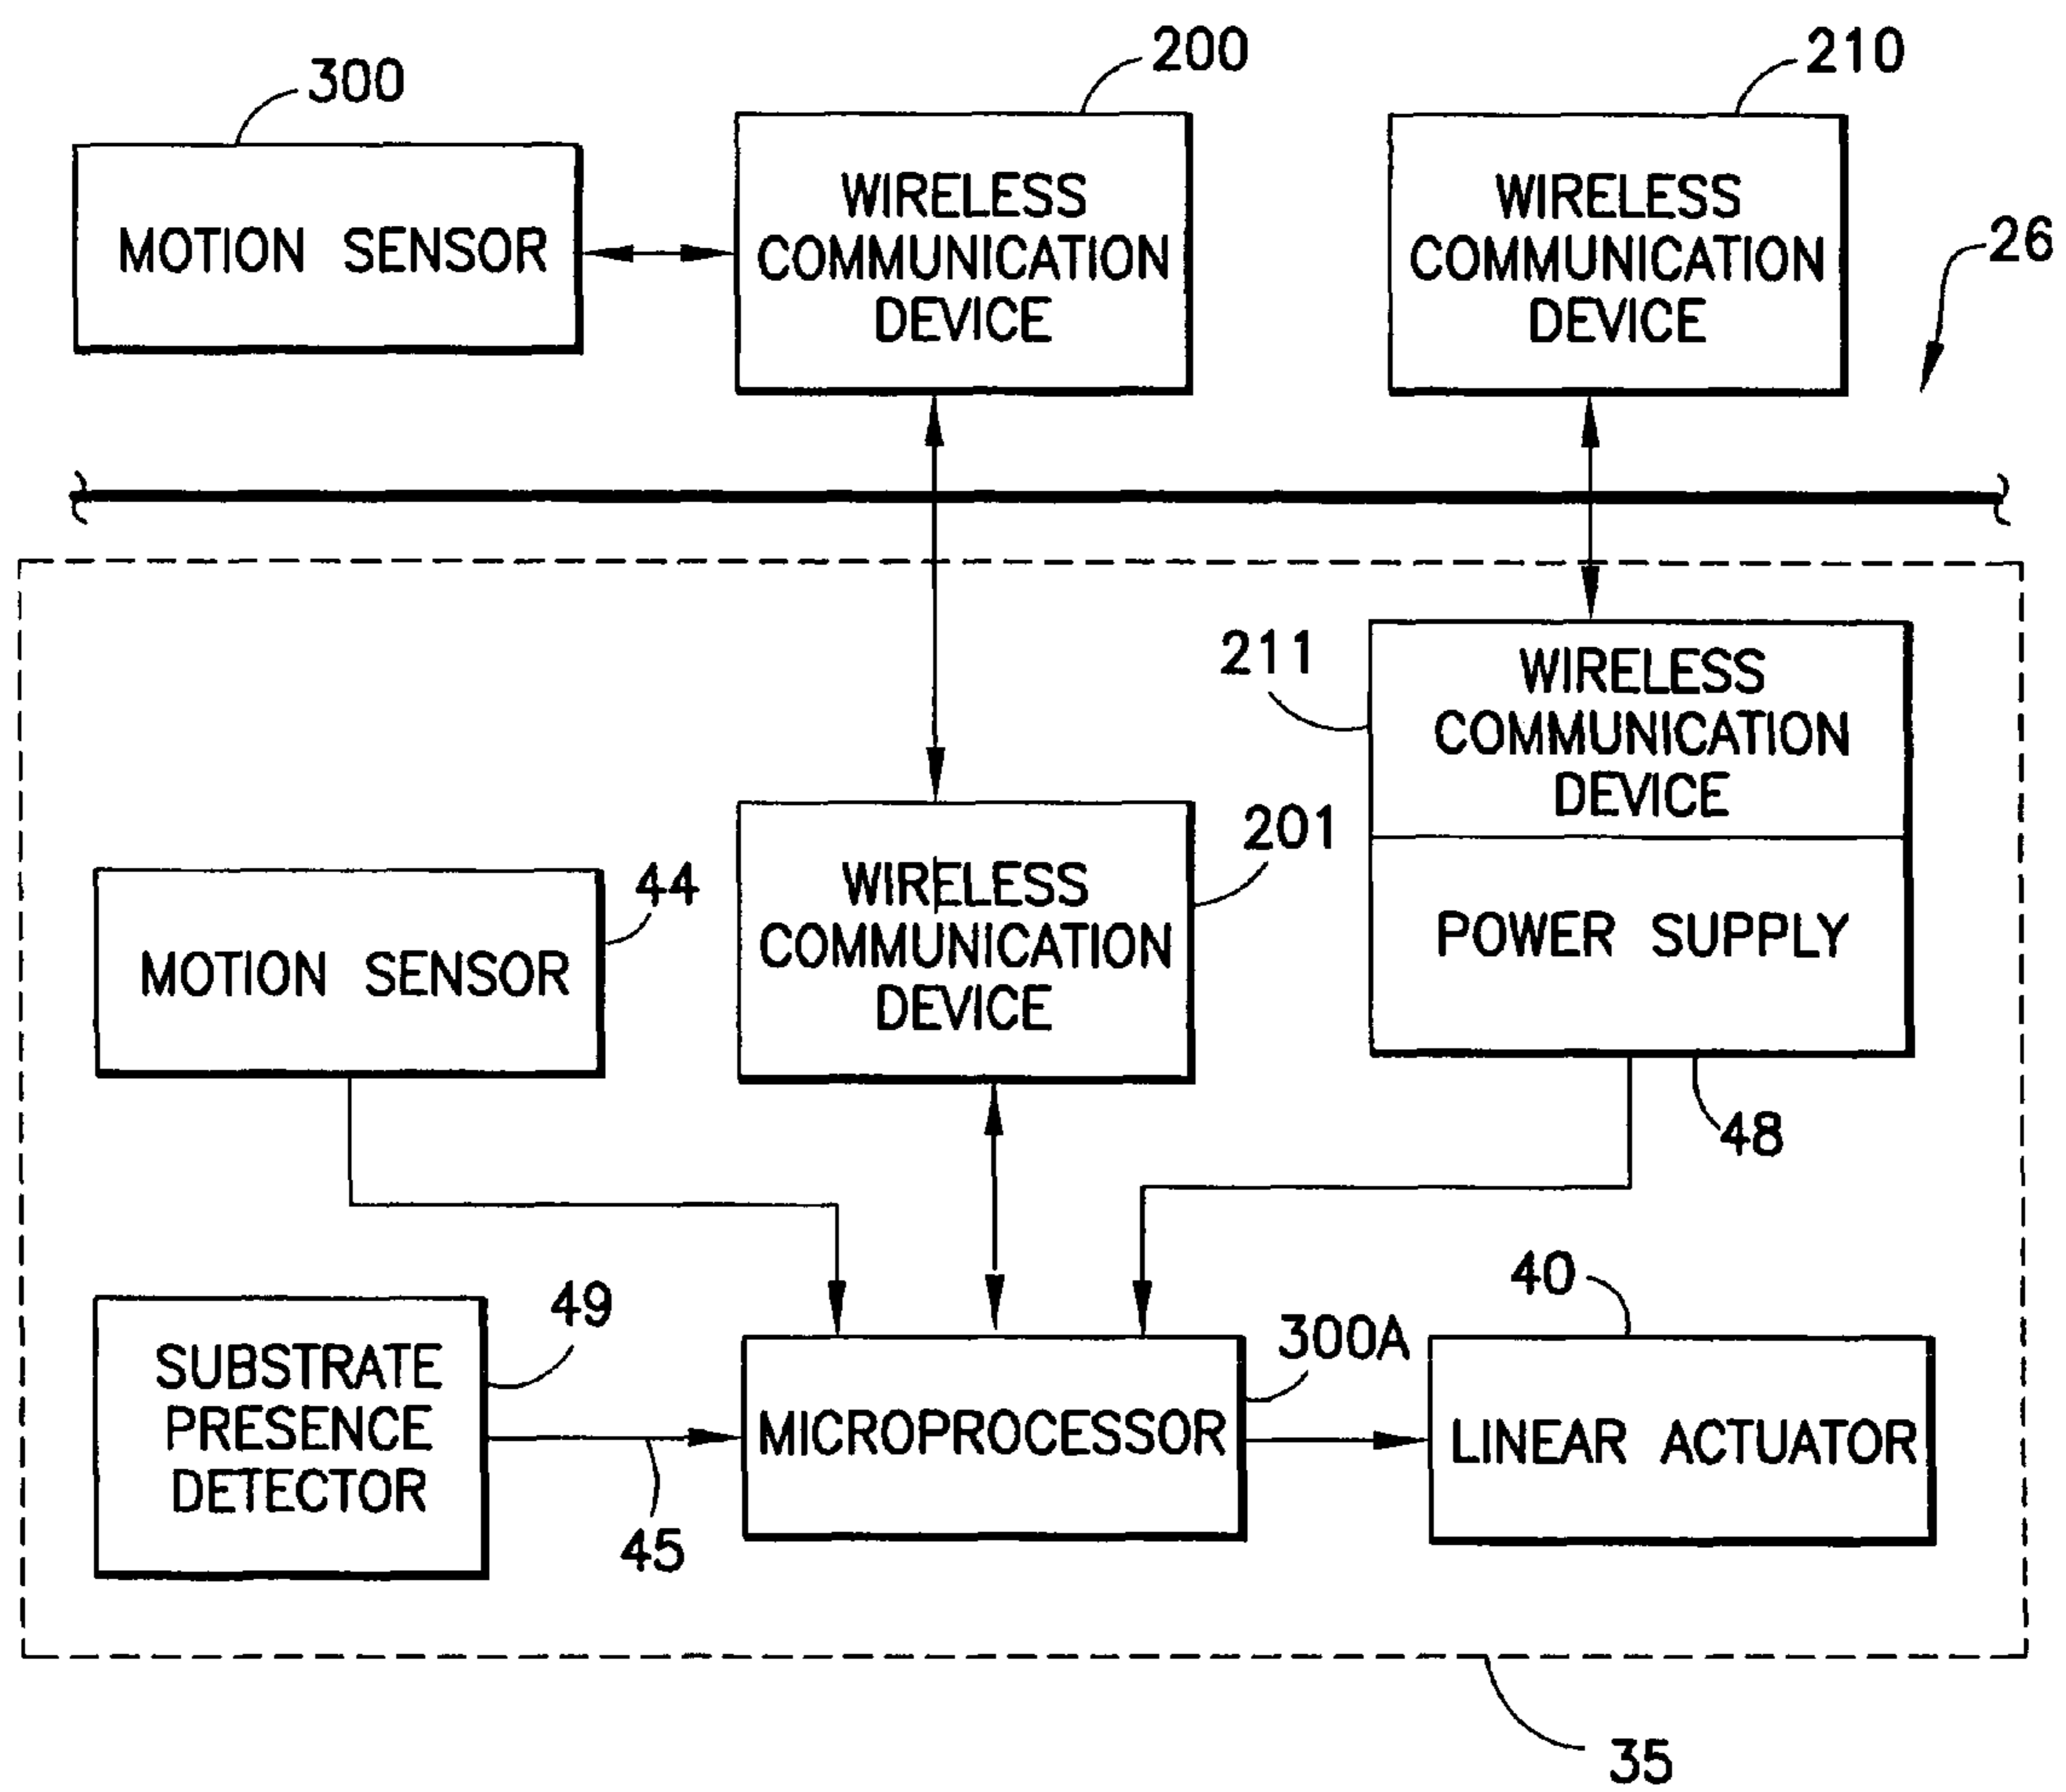 300
200
210
MOTION SENSOR
WIRELESS
COMMUNICATION
DEVICE
WIRELESS
COMMUNICATION
DEVICE
26
211
WIRELESS
COMMUNICATION
DEVICE
POWER SUPPLY
48
44
MOTION SENSOR
201
WIRELESS
COMMUNICATION
DEVICE
49
SUBSTRATE
PRESENCE
DETECTOR
45
300A
MICROPROCESSOR
40
LINEAR ACTUATOR
35